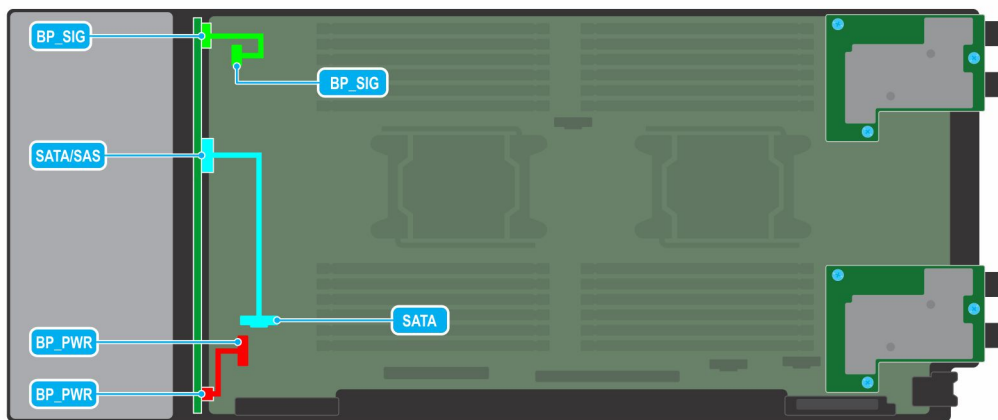 BP_SIG
BP_SIG
SATA/SAS
SATA
BP_PWR
BP_PWR